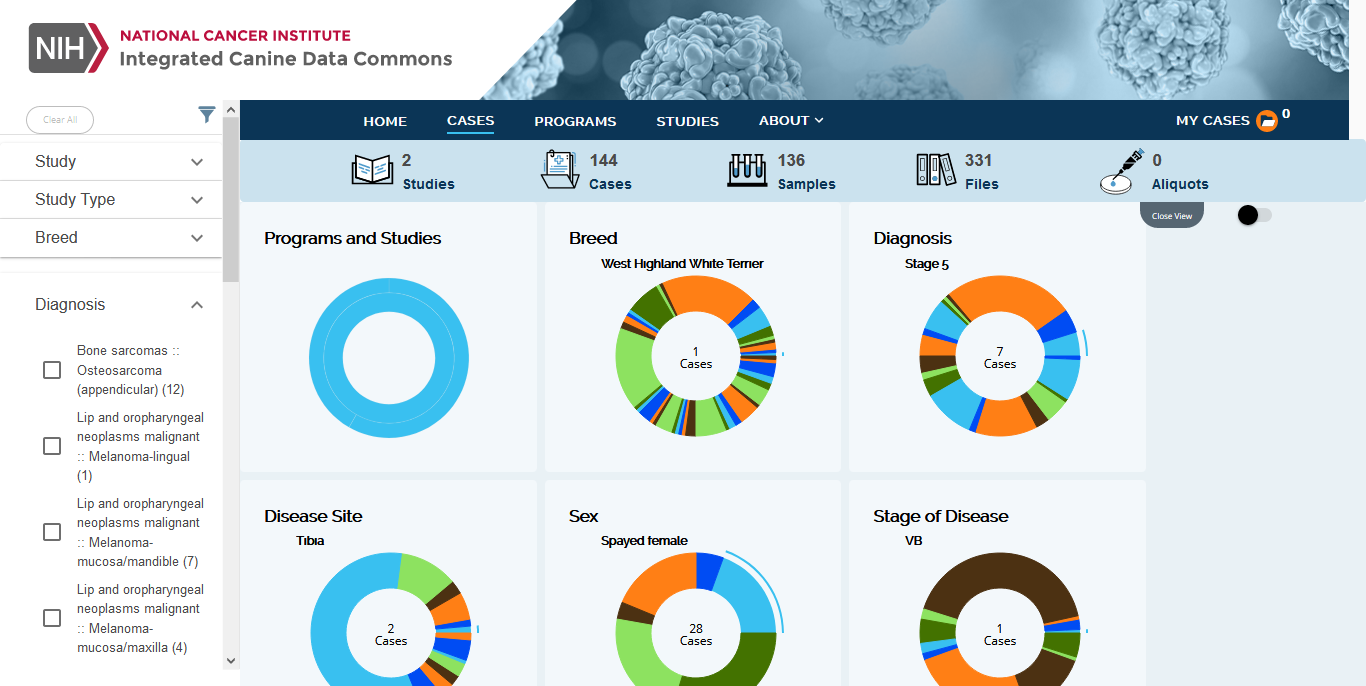 NIH
NATIONAL CANCER INSTITUTE
Integrated Canine Data Commons
Clear All
HOME
CASES
PROGRAMS
STUDIES
ABOUT
MY CASES
0
2
Studies
144
Cases
136
Samples
331
Files
0
Aliquots
Close View
Study
Study Type
Breed
Diagnosis
Bone sarcomas ::
Osteosarcoma
(appendicular) (12)
Lip and oropharyngeal
neoplasms malignant
:: Melanoma-lingual
(1)
Lip and oropharyngeal
neoplasms malignant
:: Melanoma-
mucosa/mandible (7)
Lip and oropharyngeal
neoplasms malignant
:: Melanoma-
mucosa/maxilla (4)
Programs and Studies
Breed
West Highland White Terrier
1
Cases
Diagnosis
Stage 5
7
Cases
Disease Site
Tibia
2
Cases
Sex
Spayed female
28
Cases
Stage of Disease
VB
1
Cases